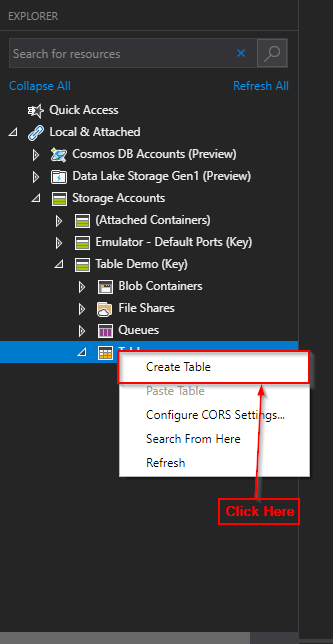 EXPLORER
Search for resources
Collapse All Refresh All
Quick Access
Local & Attached
Cosmos DB Accounts (Preview)
Data Lake Storage Gen1 (Preview)
Storage Accounts
(Attached Containers)
Emulator - Default Ports (Key)
Table Demo (Key)
Blob Containers
File Shares
Queues
Create Table
Paste Table
Configure CORS Settings...
Search From Here
Refresh
Click Here